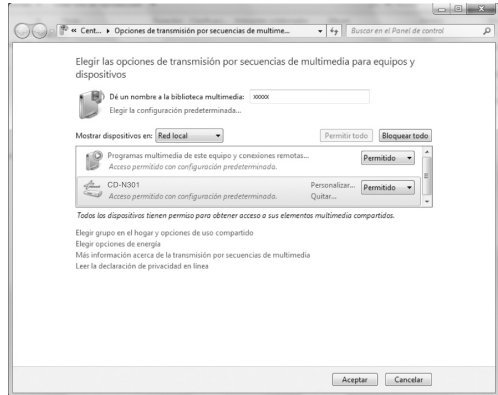 « Cent... ▸ Opciones de transmisión por secuencias de multime...
Buscar en el Panel de control
Elegir las opciones de transmisión por secuencias de multimedia para equipos y
dispositivos
Dé un nombre a la biblioteca multimedia: xxxxx
Elegir la configuración predeterminada...
Mostrar dispositivos en: Red local
Permitir todo Bloquear todo
Programas multimedia de este equipo y conexiones remotas... Permitido
Acceso permitido con configuración predeterminada.
CD-N301 Personalizar... Permitido
Acceso permitido con configuración predeterminada. Quitar...
Todos los dispositivos tienen permiso para obtener acceso a sus elementos multimedia compartidos.
Elegir grupo en el hogar y opciones de uso compartido
Elegir opciones de energía
Más información acerca de la transmisión por secuencias de multimedia
Leer la declaración de privacidad en línea
Aceptar Cancelar